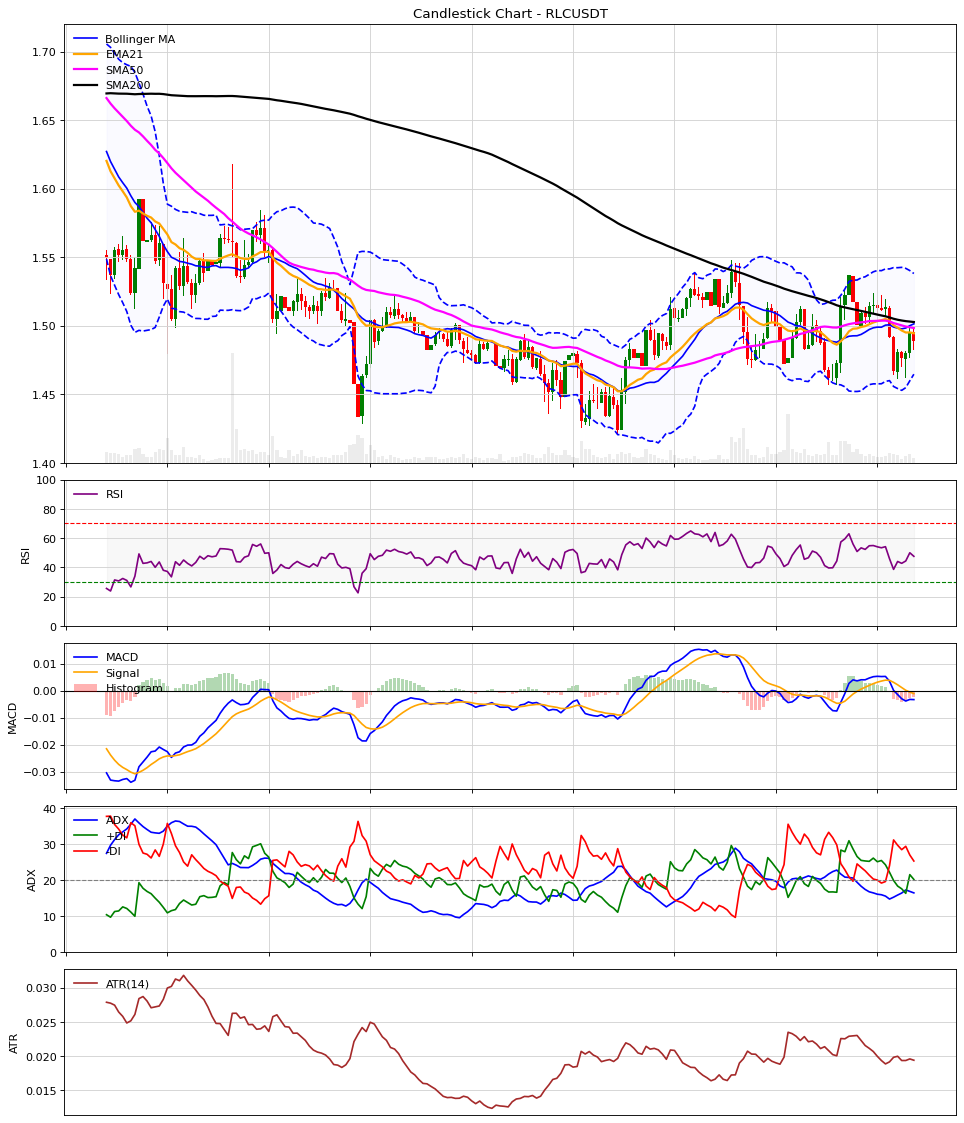 Candlestick Chart - RLCUSDT
Bollinger MA
EMA21
SMA50
SMA200
1.70
1.65
1.60
1.55
1.50
1.45
1.40
RSI
RSI
100
80
60
40
20
0
MACD
Signal
Histogram
MACD
0.01
0.00
−0.01
−0.02
−0.03
ADX
+DI
-DI
ADX
40
30
20
10
0
ATR(14)
ATR
0.030
0.025
0.020
0.015